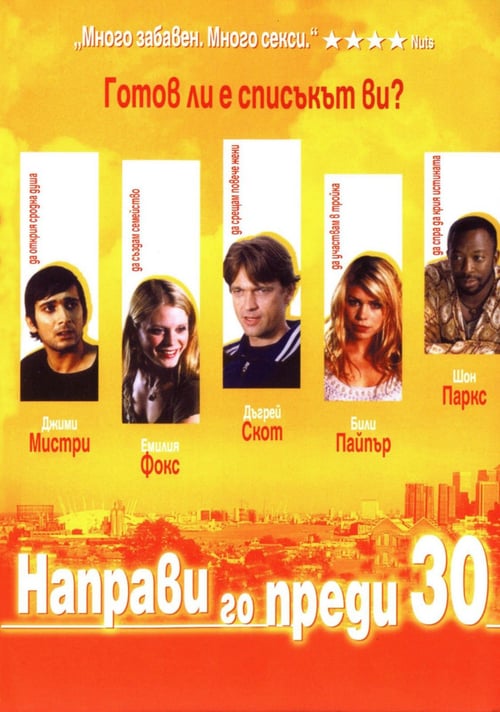 „Много забавен. Много секси.“ ★★★★ Nuts
Готов ли е списъкът ви?
да открия сродна душа
да създам семейство
да срещам повече жени
да участвам в тройка
да спра да крия истината
Джими
Мистри
Емилия
Фокс
Дъгрей
Скот
Били
Пайпър
Шон
Паркс
Направи го преди 30